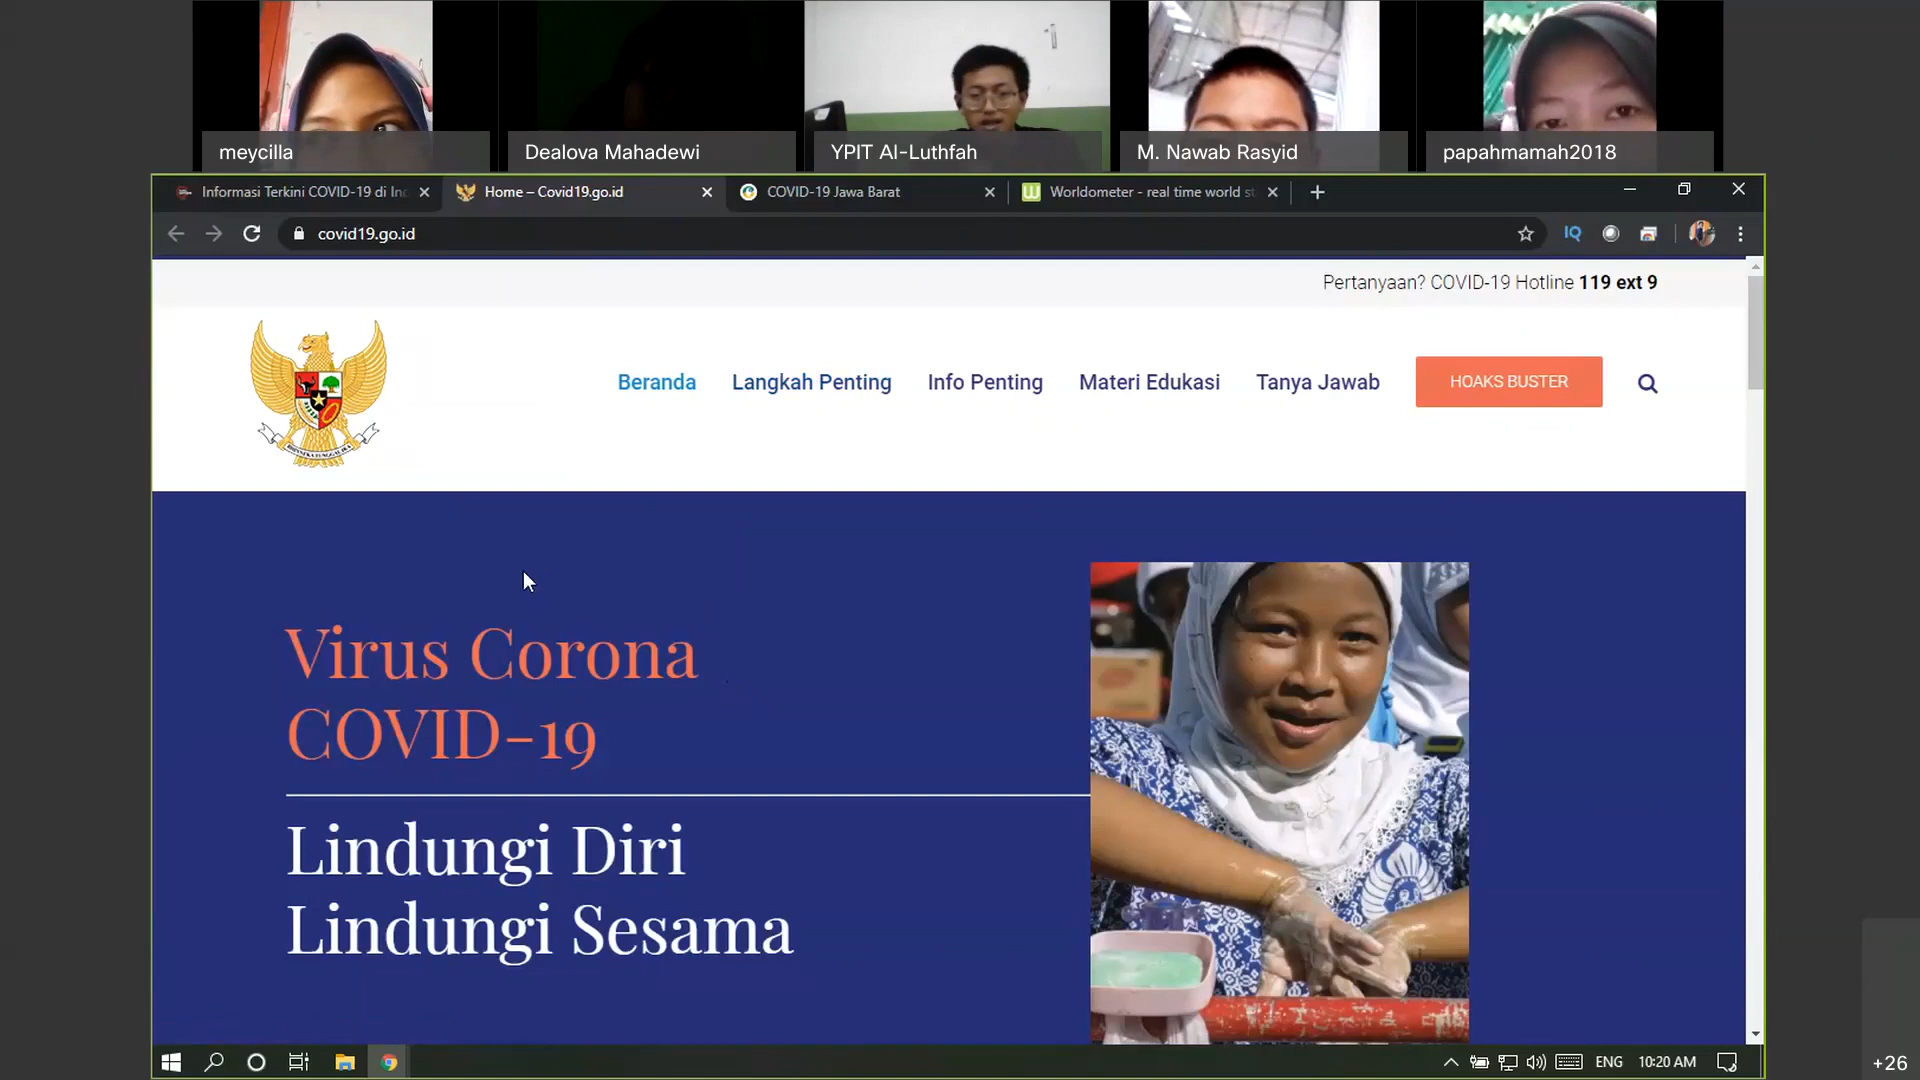 meycilla
Dealova Mahadewi
YPIT Al-Luthfah
M. Nawab Rasyid
papahmamah2018
Informasi Terkini COVID-19 di In
Home – Covid19.go.id
COVID-19 Jawa Barat
Worldometer - real time world st
covid19.go.id
IQ
Pertanyaan? COVID-19 Hotline 119 ext 9
BHINNEKA TUNGGAL IKA
Beranda
Langkah Penting
Info Penting
Materi Edukasi
Tanya Jawab
HOAKS BUSTER
Virus Corona
COVID-19
Lindungi Diri
Lindungi Sesama
ENG
10:20 AM
+26